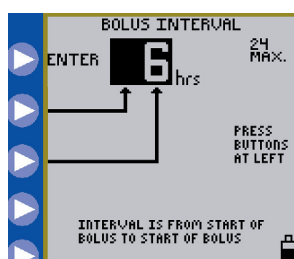 BOLUS INTERVAL
24
MAX.
ENTER
6 hrs
PRESS
BUTTONS
AT LEFT
INTERVAL IS FROM START OF
BOLUS TO START OF BOLUS